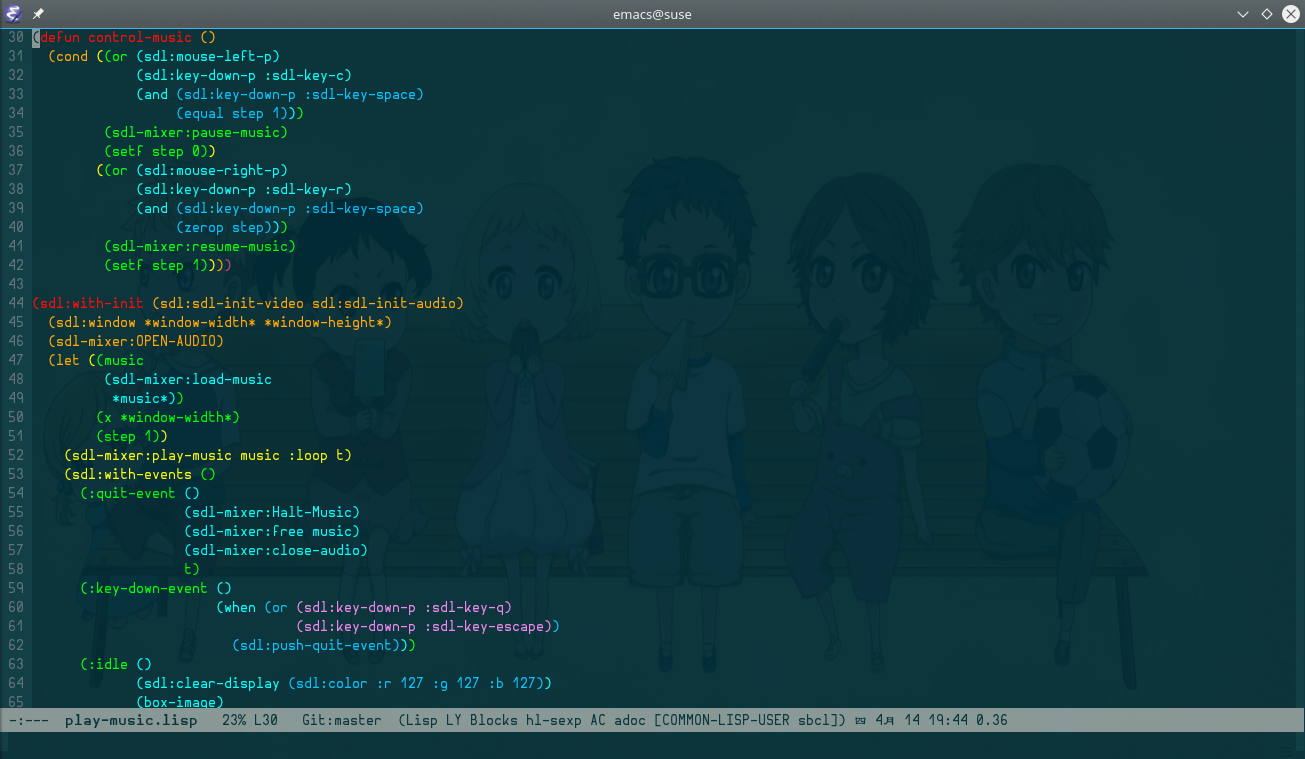 emacs@suse
30 (defun control-music ()
31   (cond ((or (sdl:mouse-left-p)
32              (sdl:key-down-p :sdl-key-c)
33              (and (sdl:key-down-p :sdl-key-space)
34                   (equal step 1)))
35          (sdl-mixer:pause-music)
36          (setf step 0))
37         ((or (sdl:mouse-right-p)
38              (sdl:key-down-p :sdl-key-r)
39              (and (sdl:key-down-p :sdl-key-space)
40                   (zerop step)))
41          (sdl-mixer:resume-music)
42          (setf step 1))))
43
44 (sdl:with-init (sdl:sdl-init-video sdl:sdl-init-audio)
45   (sdl:window *window-width* *window-height*)
46   (sdl-mixer:OPEN-AUDIO)
47   (let ((music
48          (sdl-mixer:load-music
49           *music*))
50         (x *window-width*)
51         (step 1))
52     (sdl-mixer:play-music music :loop t)
53     (sdl:with-events ()
54       (:quit-event ()
55                    (sdl-mixer:Halt-Music)
56                    (sdl-mixer:free music)
57                    (sdl-mixer:close-audio)
58                    t)
59       (:key-down-event ()
60                        (when (or (sdl:key-down-p :sdl-key-q)
61                                  (sdl:key-down-p :sdl-key-escape))
62                          (sdl:push-quit-event)))
63       (:idle ()
64              (sdl:clear-display (sdl:color :r 127 :g 127 :b 127))
65              (box-image)
-:---  play-music.lisp   23% L30   Git:master  (Lisp LY Blocks hl-sexp AC adoc [COMMON-LISP-USER sbcl]) 四 4月 14 19:44 0.36